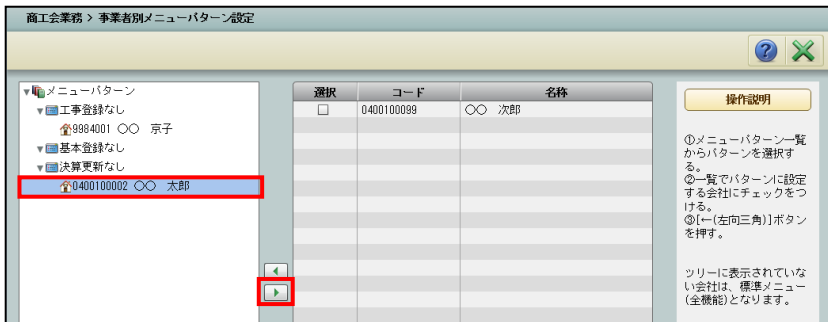 商工会業務 > 事業者別メニューパターン設定
▼メニューパターン
▼工事登録なし
9984001 〇〇 京子
▼基本登録なし
▼決算更新なし
0400100002 〇〇 太郎
選択 コード 名称
0400100099 〇〇 次郎
操作説明
①メニューパターン一覧
からパターンを選択す
る。
②一覧でパターンに設定
する会社にチェックをつ
ける。
③[←(左向三角)]ボタン
を押す。
ツリーに表示されていな
い会社は、標準メニュー
(全機能)となります。